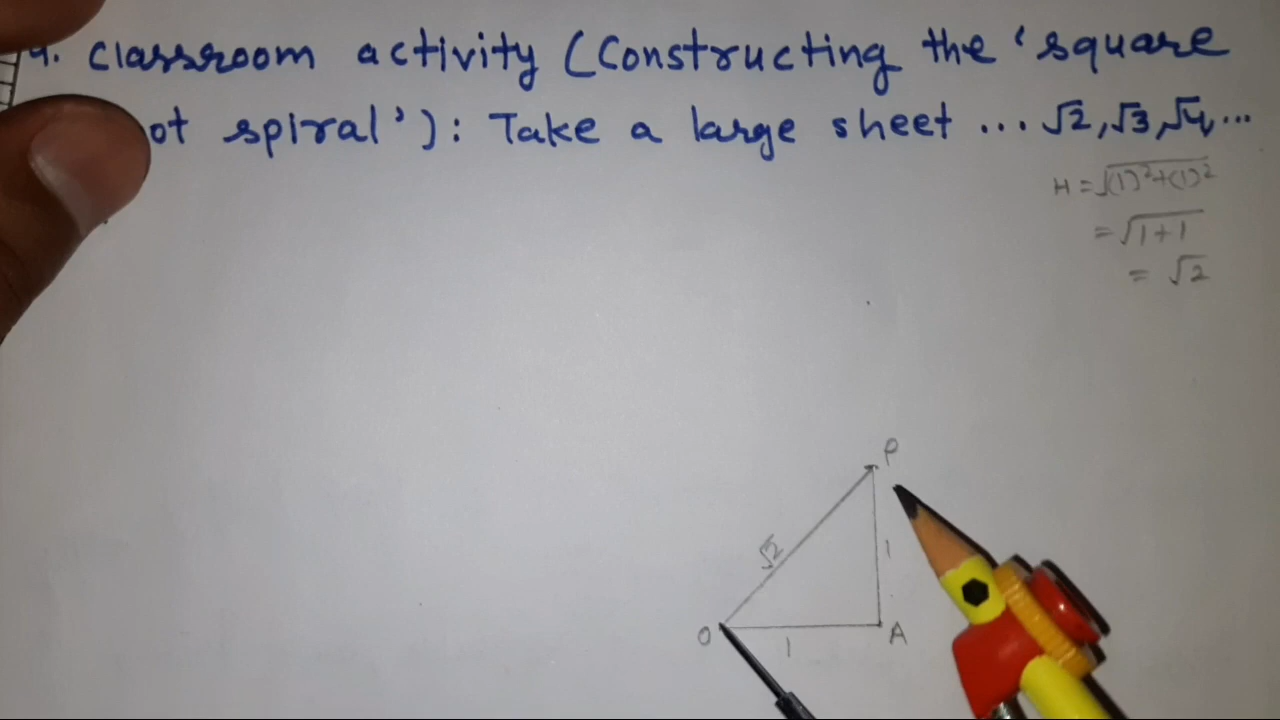 4. Classroom activity (Constructing the 'square
ot spiral'): Take a large sheet ... √2, √3, √4, ...
H = √(1)²+(1)²
= √1+1
= √2
P
√2
1
O
1
A